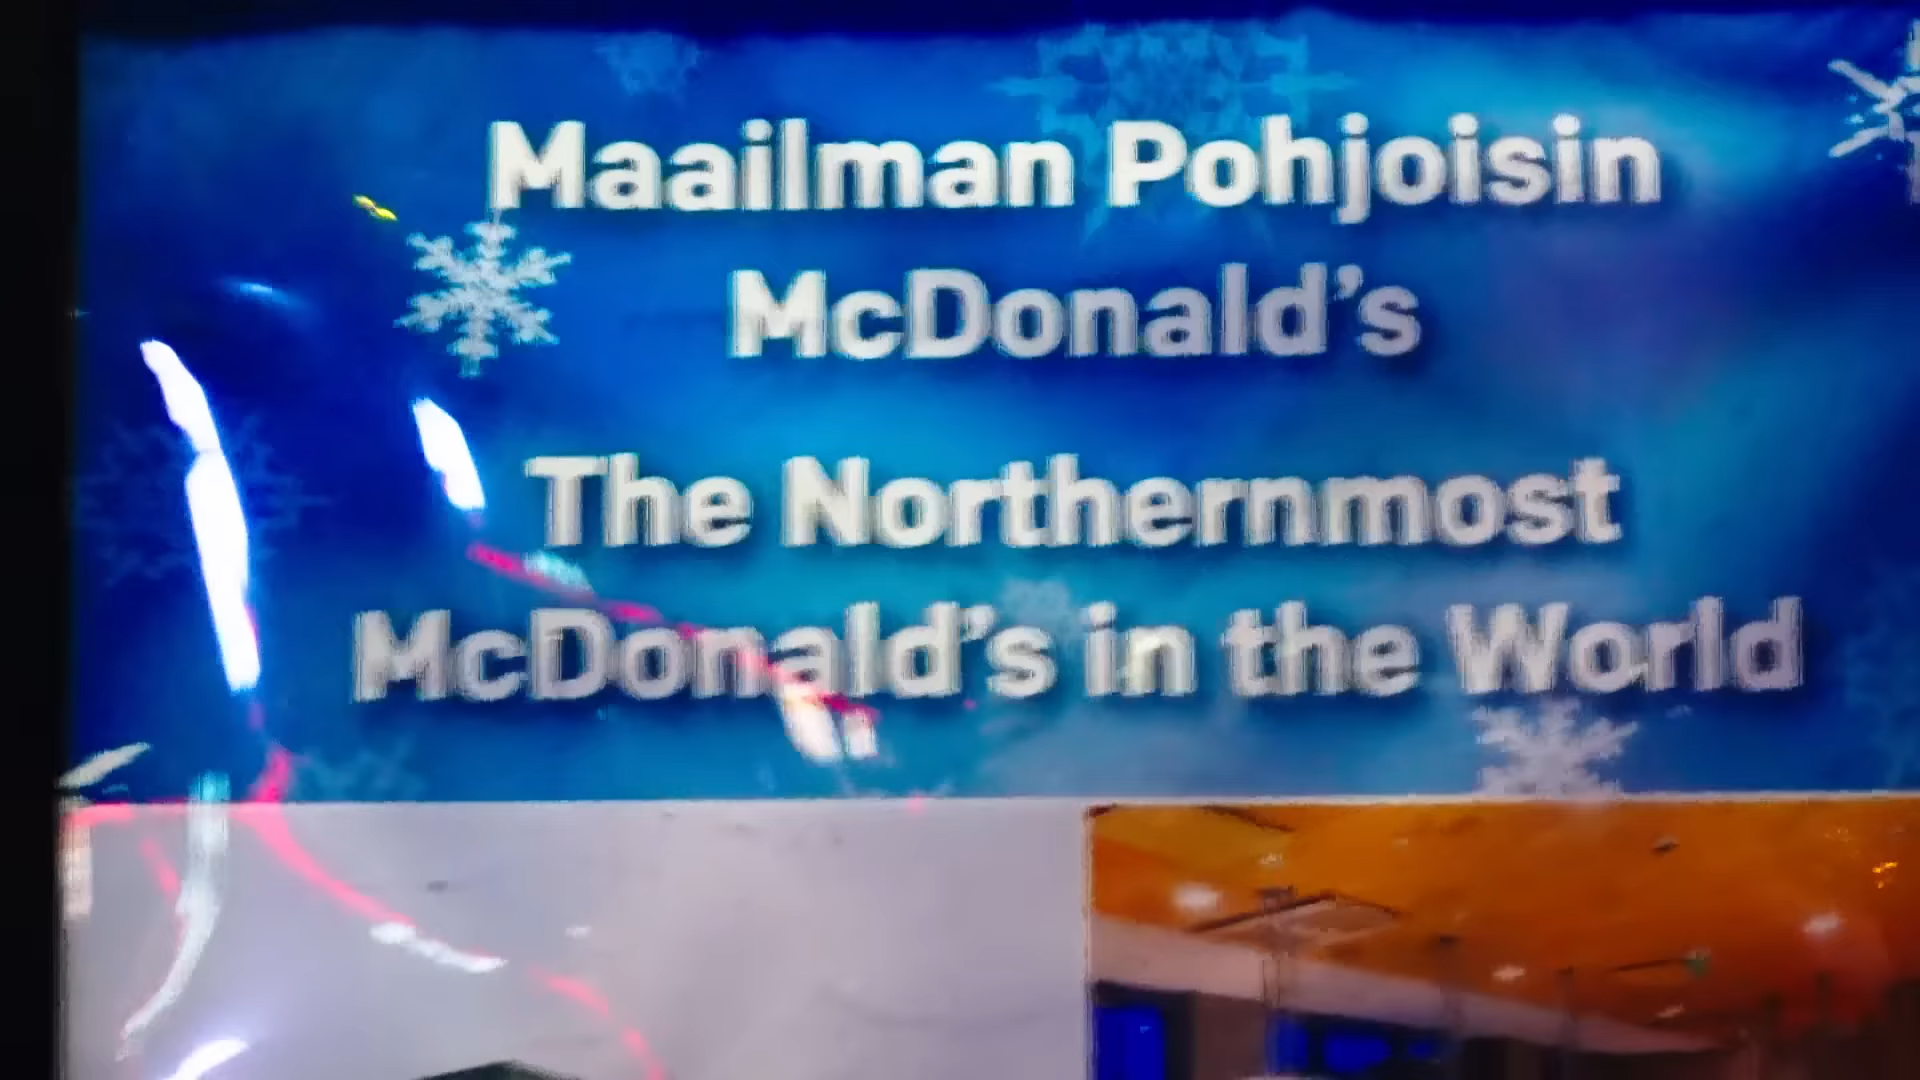 Maailman Pohjoisin
McDonald’s
The Northernmost
McDonald’s in the World